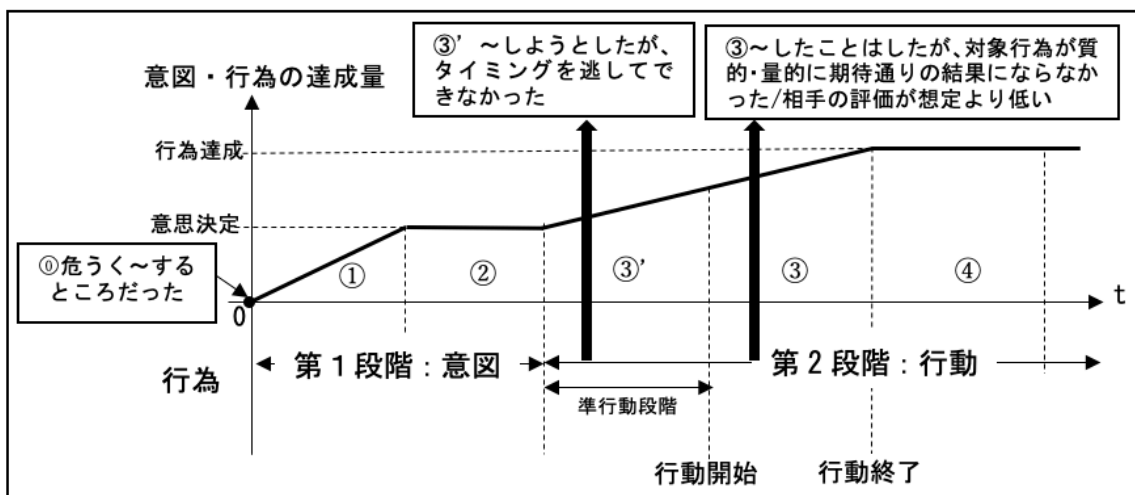 ③’ ～しようとしたが、
タイミングを逃してで
きなかった
③～したことはしたが、対象行為が質
的・量的に期待通りの結果にならなか
った/相手の評価が想定より低い
意図・行為の達成量
行為達成
意思決定
⓪危うく～する
ところだった
①
②
③’
③
④
0
t
行為
第１段階：意図
第２段階：行動
準行動段階
行動開始
行動終了